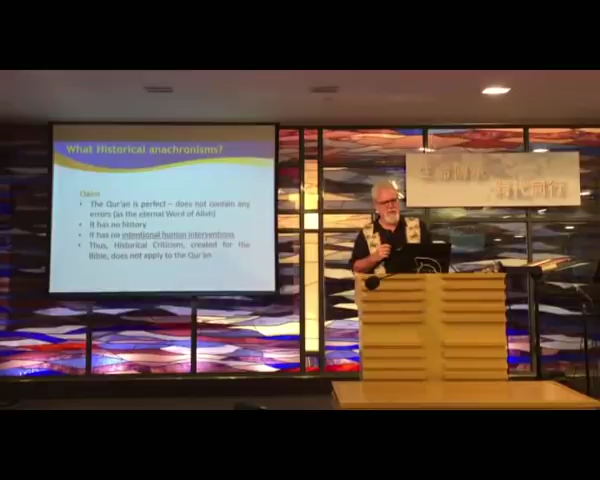 What Historical anachronisms?
Claim
• The Qur'an is perfect – does not contain any
errors (as the eternal Word of Allah)
• It has no history
• It has no intentional human interventions
• Thus, Historical Criticism, created for the
Bible, does not apply to the Qur'an
生命